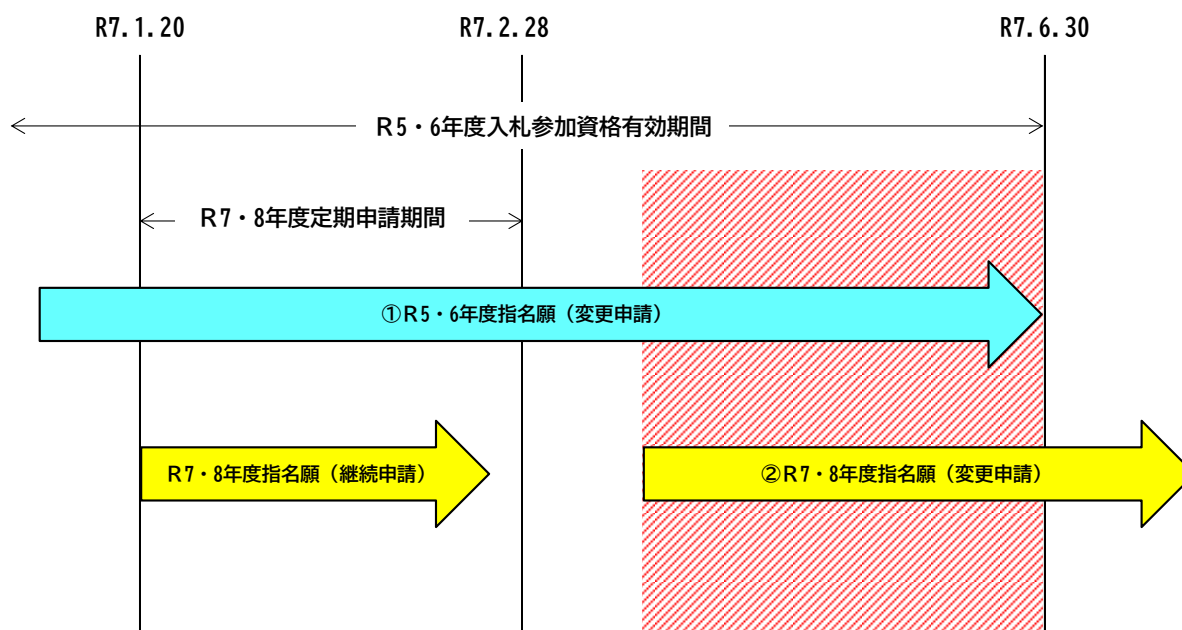 R7.1.20
R7.2.28
R7.6.30
R5・6年度入札参加資格有効期間
R7・8年度定期申請期間
①R5・6年度指名願（変更申請）
R7・8年度指名願（継続申請）
②R7・8年度指名願（変更申請）